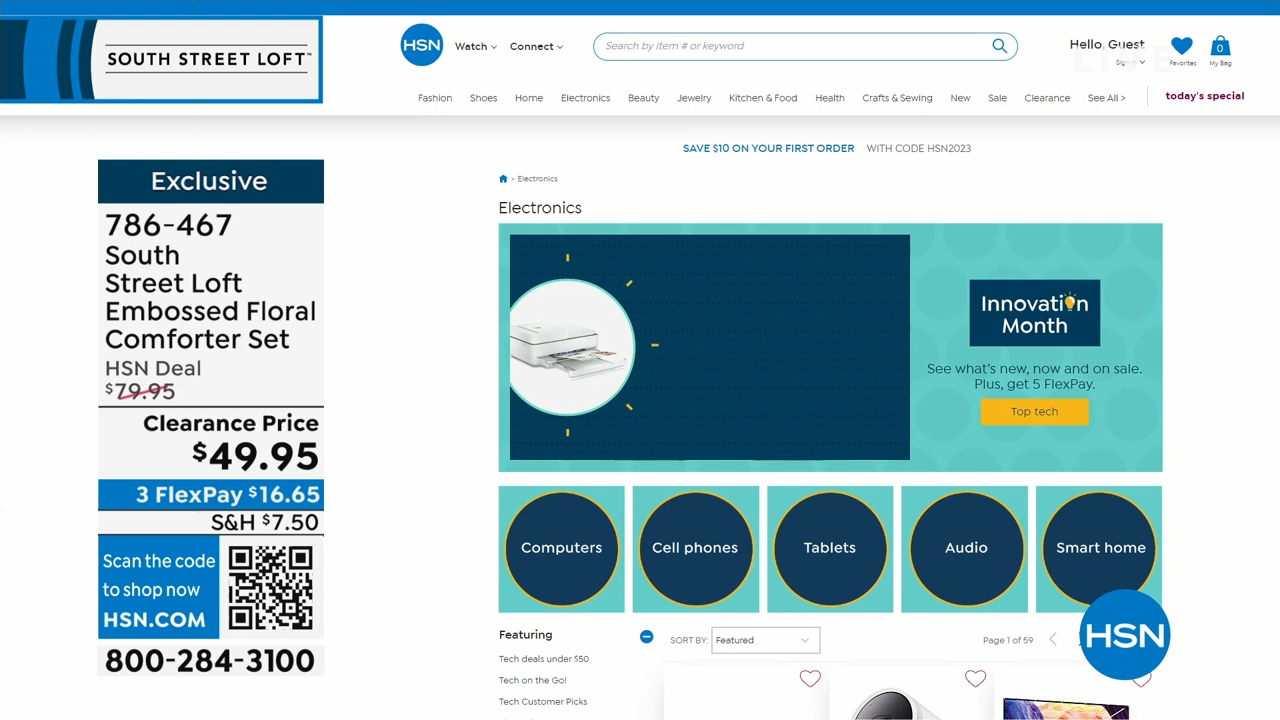 SOUTH STREET LOFT™
HSN
Watch
Connect
Search by item # or keyword
Hello, Guest
Sign In
LIVE
Favorites
0
My Bag
Fashion
Shoes
Home
Electronics
Beauty
Jewelry
Kitchen & Food
Health
Crafts & Sewing
New
Sale
Clearance
See All >
today's special
SAVE $10 ON YOUR FIRST ORDER WITH CODE HSN2023
> Electronics
Electronics
Exclusive
786-467
South
Street Loft
Embossed Floral
Comforter Set
HSN Deal
$79.95
Clearance Price
$49.95
3 FlexPay $16.65
S&H $7.50
Scan the code
to shop now
HSN.COM
800-284-3100
Innovation
Month
See what's new, now and on sale.
Plus, get 5 FlexPay.
Top tech
Computers
Cell phones
Tablets
Audio
Smart home
Featuring
Tech deals under $50
Tech on the Go!
Tech Customer Picks
SORT BY:
Featured
Page 1 of 59
HSN